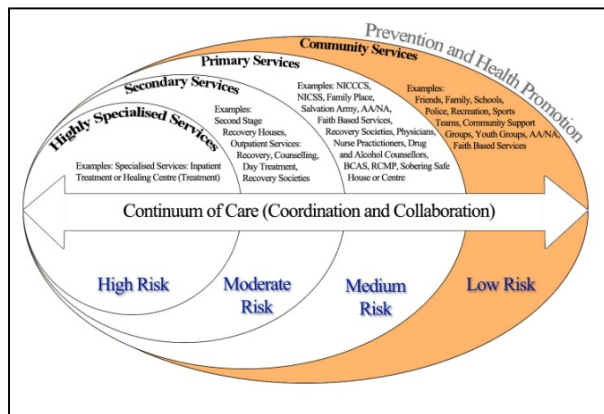 Prevention and Health Promotion
Community Services
Primary Services
Secondary Services
Highly Specialised Services
Examples:
Friends, Family, Schools,
Police, Recreation, Sports
Teams, Community Support
Groups, Youth Groups, AA/NA,
Faith Based Services
Examples: NICCCS,
NICSS, Family Place,
Salvation Army, AA/NA,
Faith Based Services,
Recovery Societies, Physicians,
Nurse Practitioners, Drug
and Alcohol Counsellors,
BCAS, RCMP, Sobering Safe
House or Centre
Examples:
Second Stage
Recovery Houses,
Outpatient Services:
Recovery, Counselling,
Day Treatment,
Recovery Societies
Examples: Specialised Services: Inpatient
Treatment or Healing Centre (Treatment)
Continuum of Care (Coordination and Collaboration)
High Risk
Moderate
Risk
Medium
Risk
Low Risk